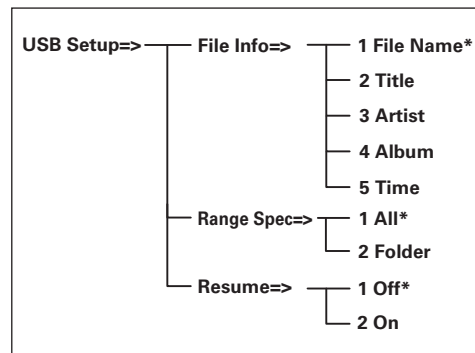 USB Setup=> File Info=> 1 File Name*
2 Title
3 Artist
4 Album
5 Time
Range Spec=> 1 All*
2 Folder
Resume=> 1 Off*
2 On